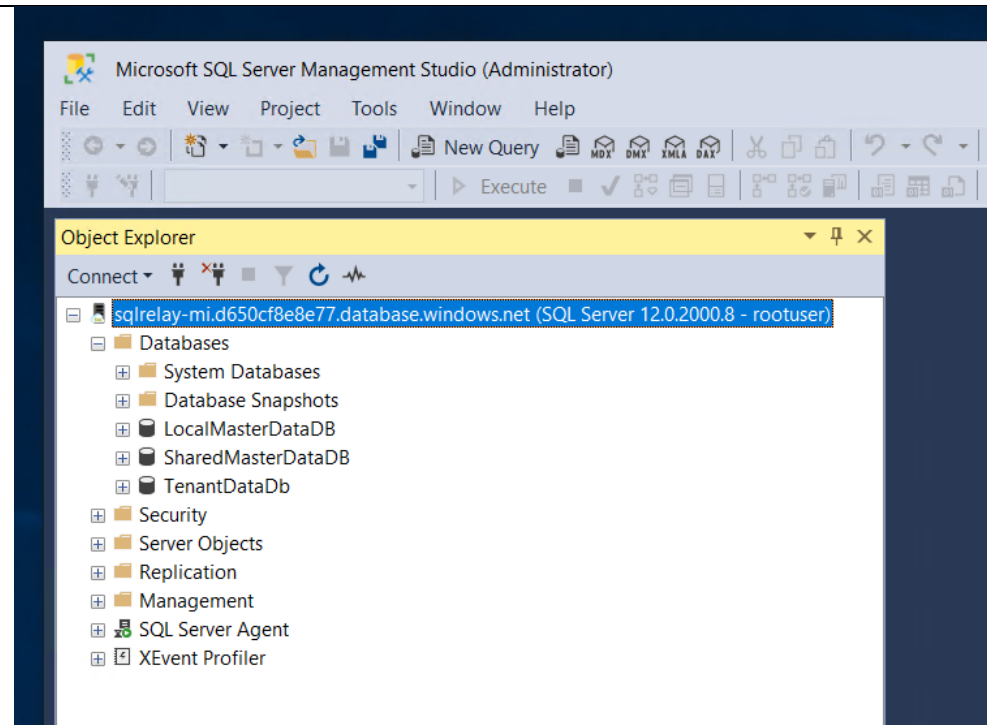 Microsoft SQL Server Management Studio (Administrator)
File Edit View Project Tools Window Help
New Query MDX DMX XMLA DAX
Execute
Object Explorer
Connect
sqlrelay-mi.d650cf8e8e77.database.windows.net (SQL Server 12.0.2000.8 - rootuser)
Databases
System Databases
Database Snapshots
LocalMasterDataDB
SharedMasterDataDB
TenantDataDb
Security
Server Objects
Replication
Management
SQL Server Agent
XEvent Profiler